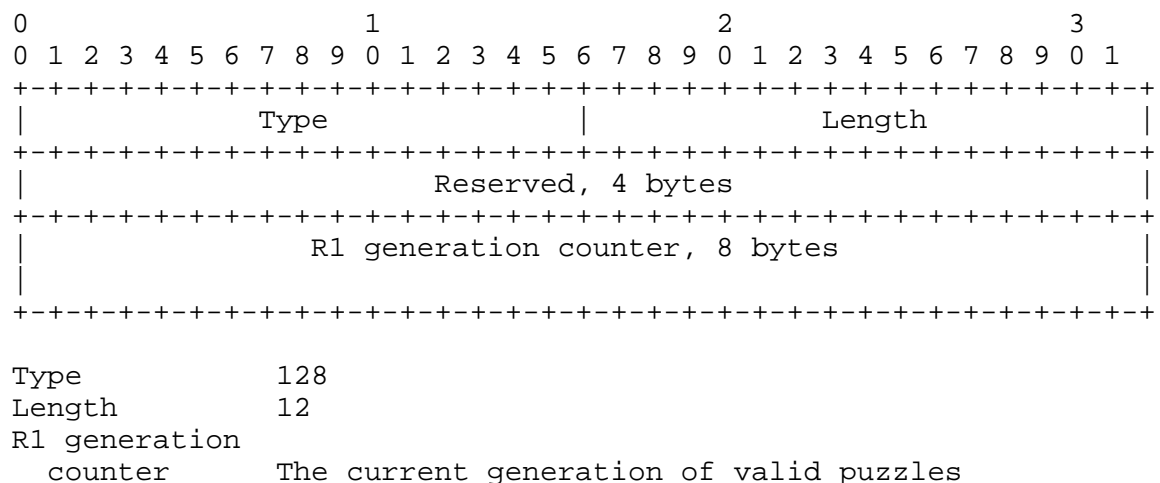 0                   1                   2                   3
0 1 2 3 4 5 6 7 8 9 0 1 2 3 4 5 6 7 8 9 0 1 2 3 4 5 6 7 8 9 0 1
+-+-+-+-+-+-+-+-+-+-+-+-+-+-+-+-+-+-+-+-+-+-+-+-+-+-+-+-+-+-+-+-+
|             Type              |             Length            |
+-+-+-+-+-+-+-+-+-+-+-+-+-+-+-+-+-+-+-+-+-+-+-+-+-+-+-+-+-+-+-+-+
|                       Reserved, 4 bytes                       |
+-+-+-+-+-+-+-+-+-+-+-+-+-+-+-+-+-+-+-+-+-+-+-+-+-+-+-+-+-+-+-+-+
|                R1 generation counter, 8 bytes                 |
|                                                               |
+-+-+-+-+-+-+-+-+-+-+-+-+-+-+-+-+-+-+-+-+-+-+-+-+-+-+-+-+-+-+-+-+
Type           128
Length         12
R1 generation
  counter      The current generation of valid puzzles